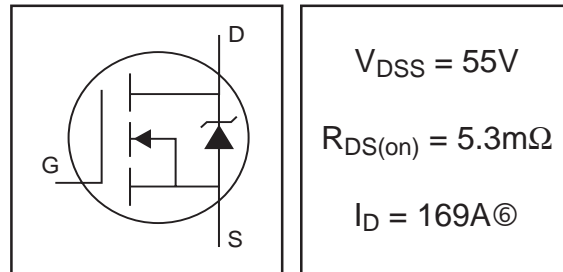 D
G
S
V_DSS = 55V
R_DS(on) = 5.3mΩ
I_D = 169A⑥